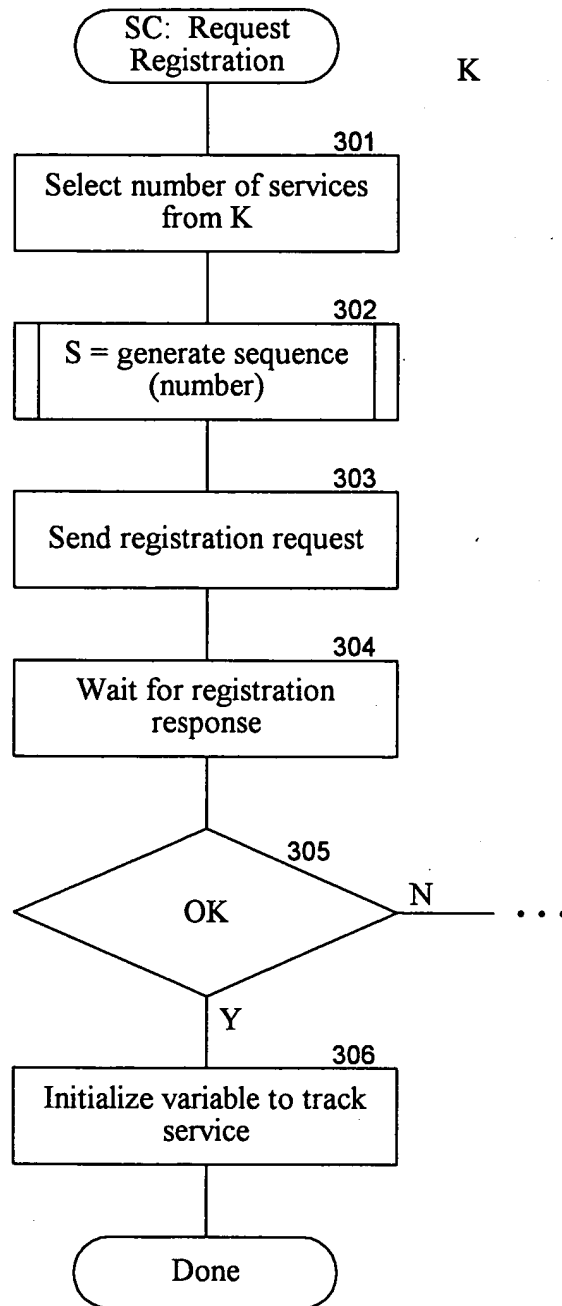 SC: Request
Registration
K
301
Select number of services
from K
302
S = generate sequence
(number)
303
Send registration request
304
Wait for registration
response
305
OK
N
...
Y
306
Initialize variable to track
service
Done